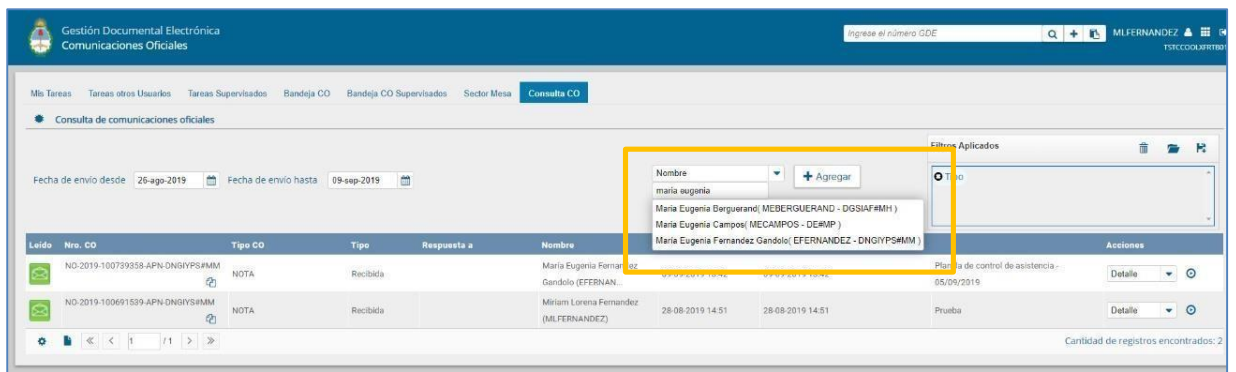 Gestión Documental Electrónica
Comunicaciones Oficiales
Ingrese el número GDE
MLFERNANDEZ
Mis Tareas Tareas otros Usuarios Tareas Supervisados Bandeja CO Bandeja CO Supervisados Sector Mesa Consulta CO
Consulta de comunicaciones oficiales
Filtros Aplicados
Fecha de envío desde 26-ago-2019 Fecha de envío hasta 09-sep-2019
Nombre
Agregar
maria eugenia
Maria Eugenia Berguerand( MEBERGUERAND - DGSIAF#MH )
Maria Eugenia Campos( MECAMPOS - DE#MP )
María Eugenia Fernandez Gandolo( EFERNANDEZ - DNGIYPS#MM )
Leído Nro. CO Tipo CO Tipo Respuesta a Nombre Acciones
NO-2019-100739358-APN-DNGIYPS#MM NOTA Recibida María Eugenia Fernandez
Gandolo (EFERNAN... Planilla de control de asistencia -
05/09/2019 Detalle
NO-2019-100691539-APN-DNGIYS#MM NOTA Recibida Miriam Lorena Fernandez
(MLFERNANDEZ) 28-08-2019 14:51 28-08-2019 14:51 Prueba Detalle
1 / 1
Cantidad de registros encontrados: 2